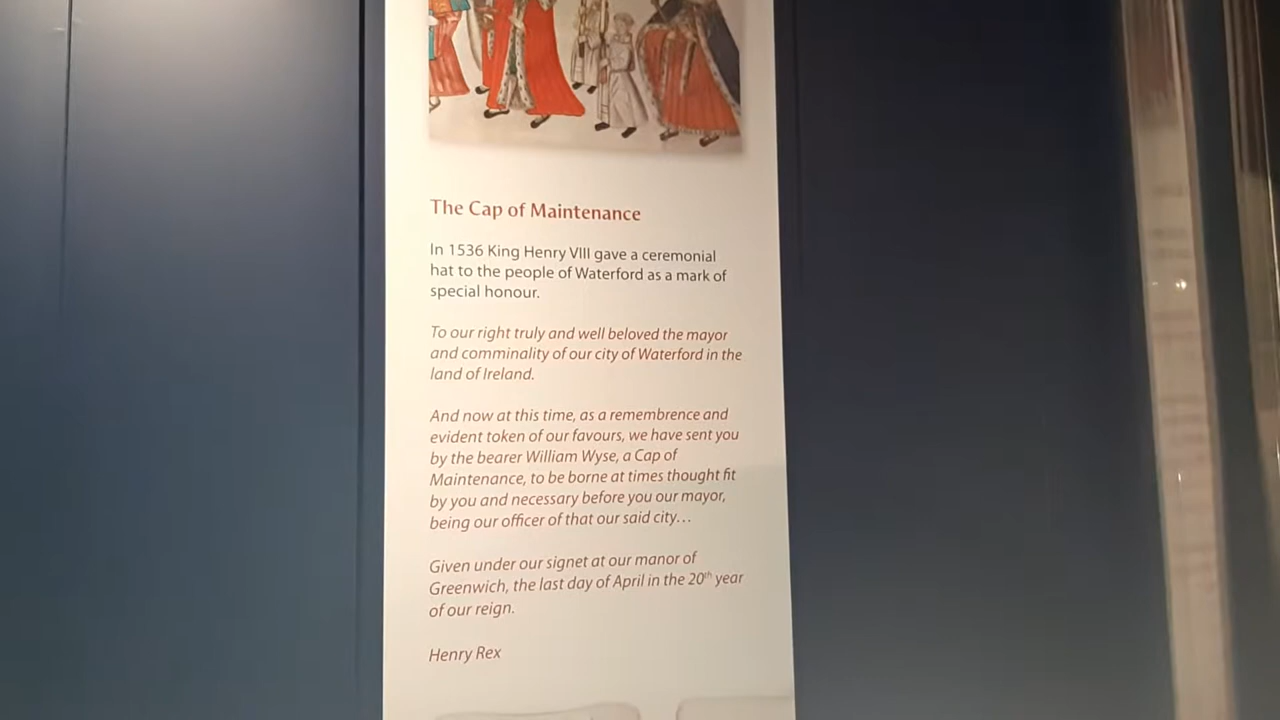 The Cap of Maintenance
In 1536 King Henry VIII gave a ceremonial
hat to the people of Waterford as a mark of
special honour.
To our right truly and well beloved the mayor
and comminality of our city of Waterford in the
land of Ireland.
And now at this time, as a remembrence and
evident token of our favours, we have sent you
by the bearer William Wyse, a Cap of
Maintenance, to be borne at times thought fit
by you and necessary before you our mayor,
being our officer of that our said city…
Given under our signet at our manor of
Greenwich, the last day of April in the 20th year
of our reign.
Henry Rex